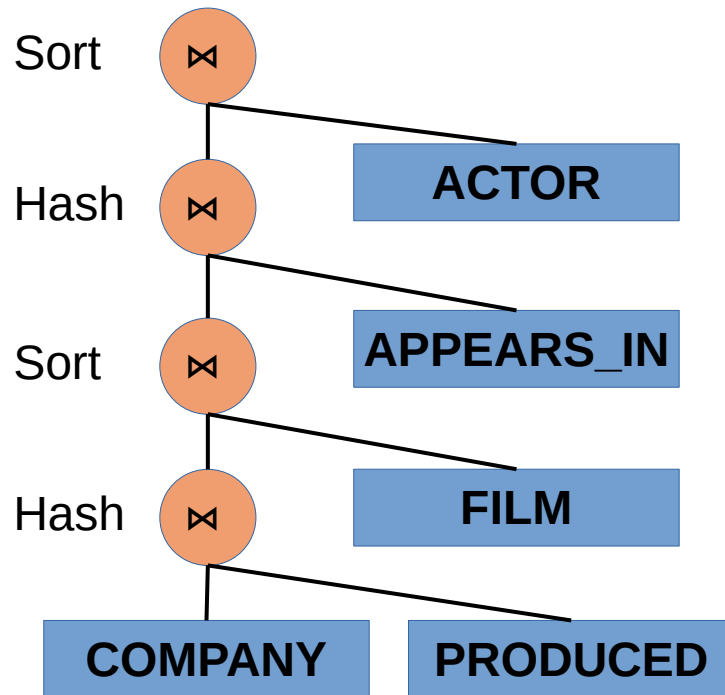 Sort ⋈
ACTOR
Hash ⋈
APPEARS_IN
Sort ⋈
FILM
Hash ⋈
COMPANY PRODUCED